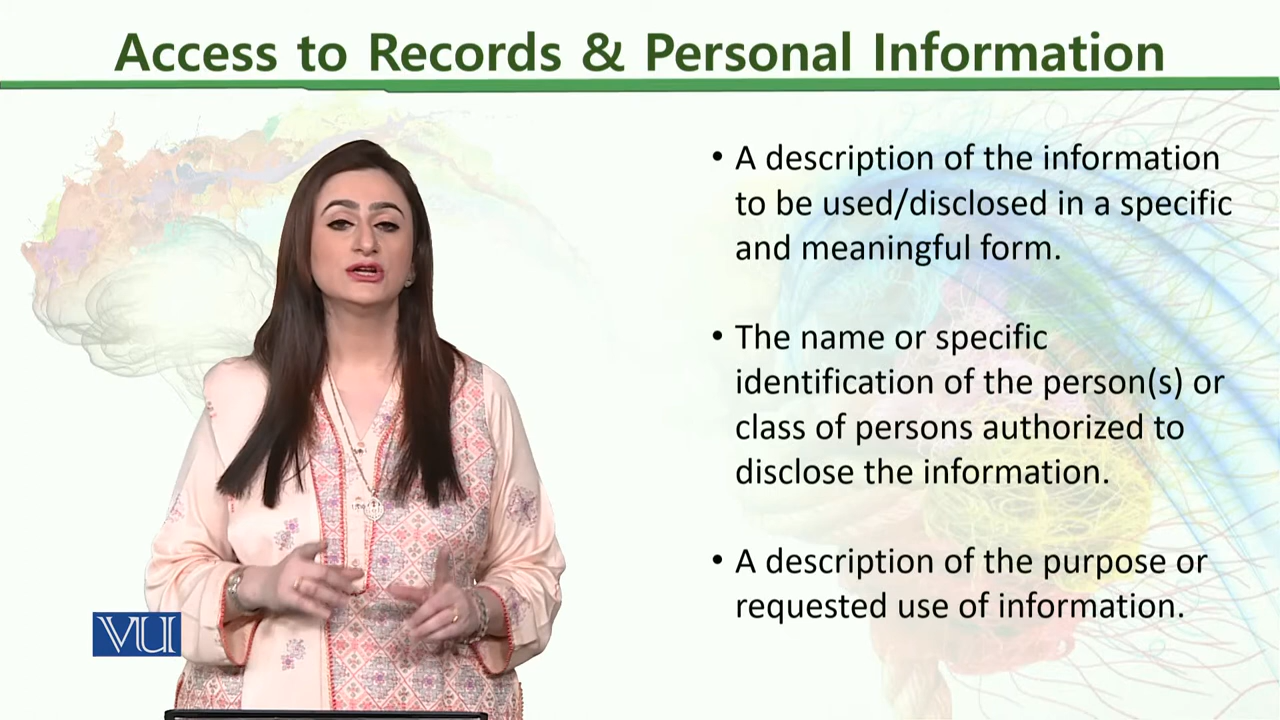 Access to Records & Personal Information
• A description of the information
to be used/disclosed in a specific
and meaningful form.
• The name or specific
identification of the person(s) or
class of persons authorized to
disclose the information.
• A description of the purpose or
requested use of information.
VU